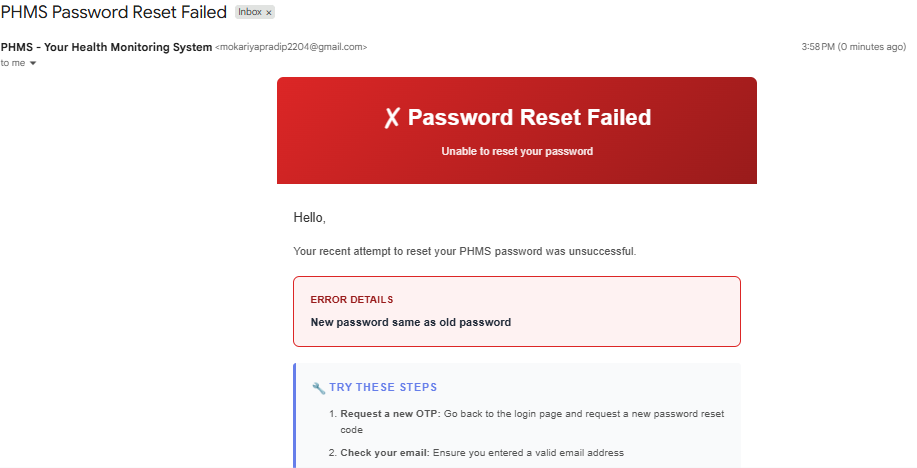 PHMS Password Reset Failed Inbox x
PHMS - Your Health Monitoring System <mokariyapradip2204@gmail.com> 3:58 PM (0 minutes ago)
to me
X Password Reset Failed
Unable to reset your password
Hello,
Your recent attempt to reset your PHMS password was unsuccessful.
ERROR DETAILS
New password same as old password
TRY THESE STEPS
1. Request a new OTP: Go back to the login page and request a new password reset
code
2. Check your email: Ensure you entered a valid email address